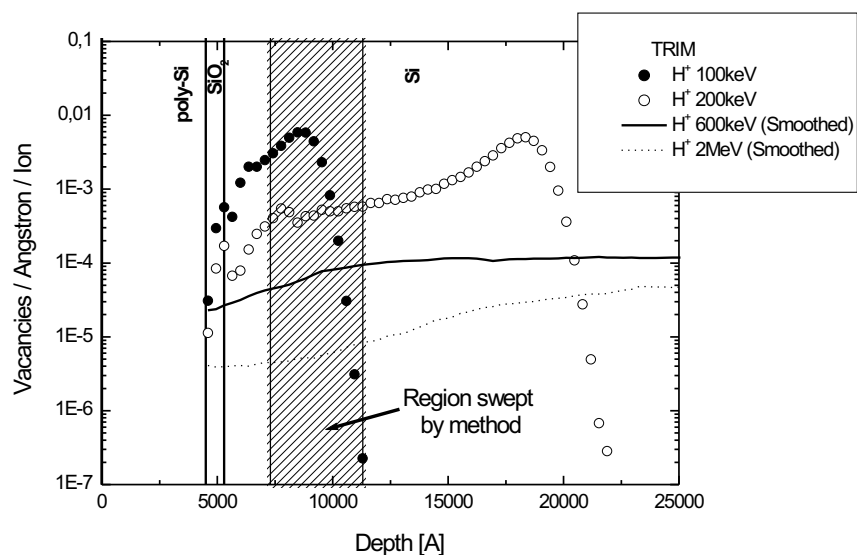 TRIM
H⁺ 100keV
H⁺ 200keV
H⁺ 600keV (Smoothed)
H⁺ 2MeV (Smoothed)
0,1
0,01
1E-3
1E-4
1E-5
1E-6
1E-7
Vacancies / Angstron / Ion
poly-Si
SiO₂
Si
Region swept
by method
0
5000
10000
15000
20000
25000
Depth [A]